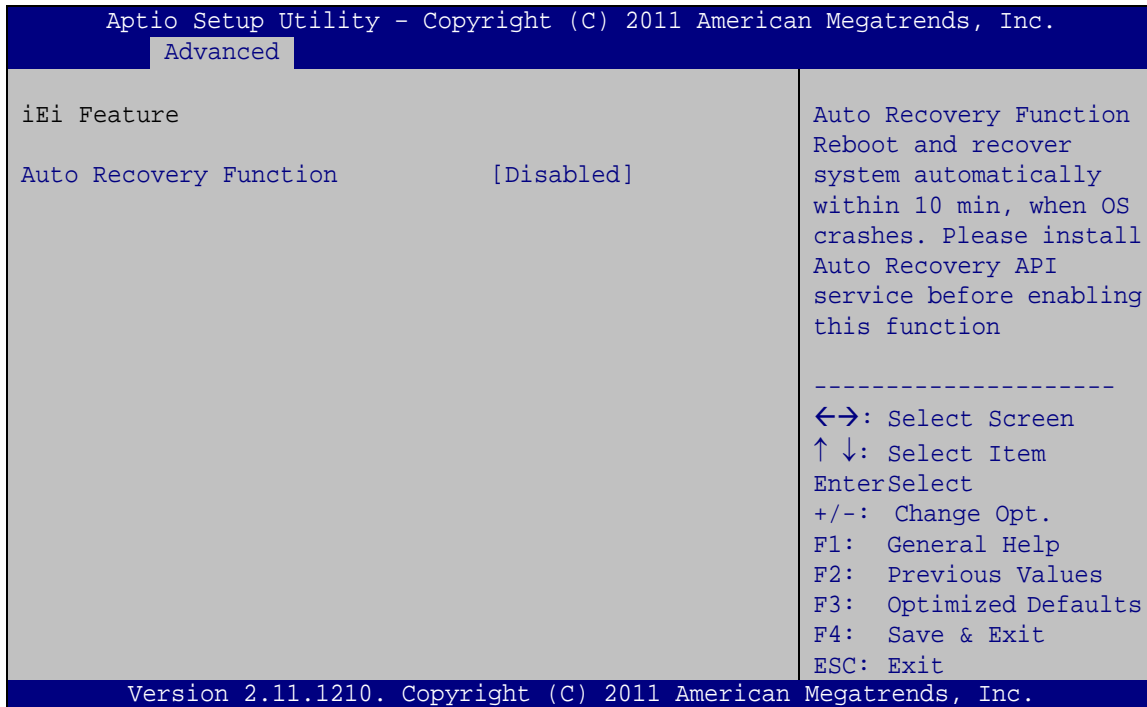 Aptio Setup Utility – Copyright (C) 2011 American Megatrends, Inc.
Advanced
iEi Feature
Auto Recovery Function [Disabled]
Auto Recovery Function
Reboot and recover
system automatically
within 10 min, when OS
crashes. Please install
Auto Recovery API
service before enabling
this function
---------------------
←→: Select Screen
↑ ↓: Select Item
EnterSelect
+/-: Change Opt.
F1: General Help
F2: Previous Values
F3: Optimized Defaults
F4: Save & Exit
ESC: Exit
Version 2.11.1210. Copyright (C) 2011 American Megatrends, Inc.